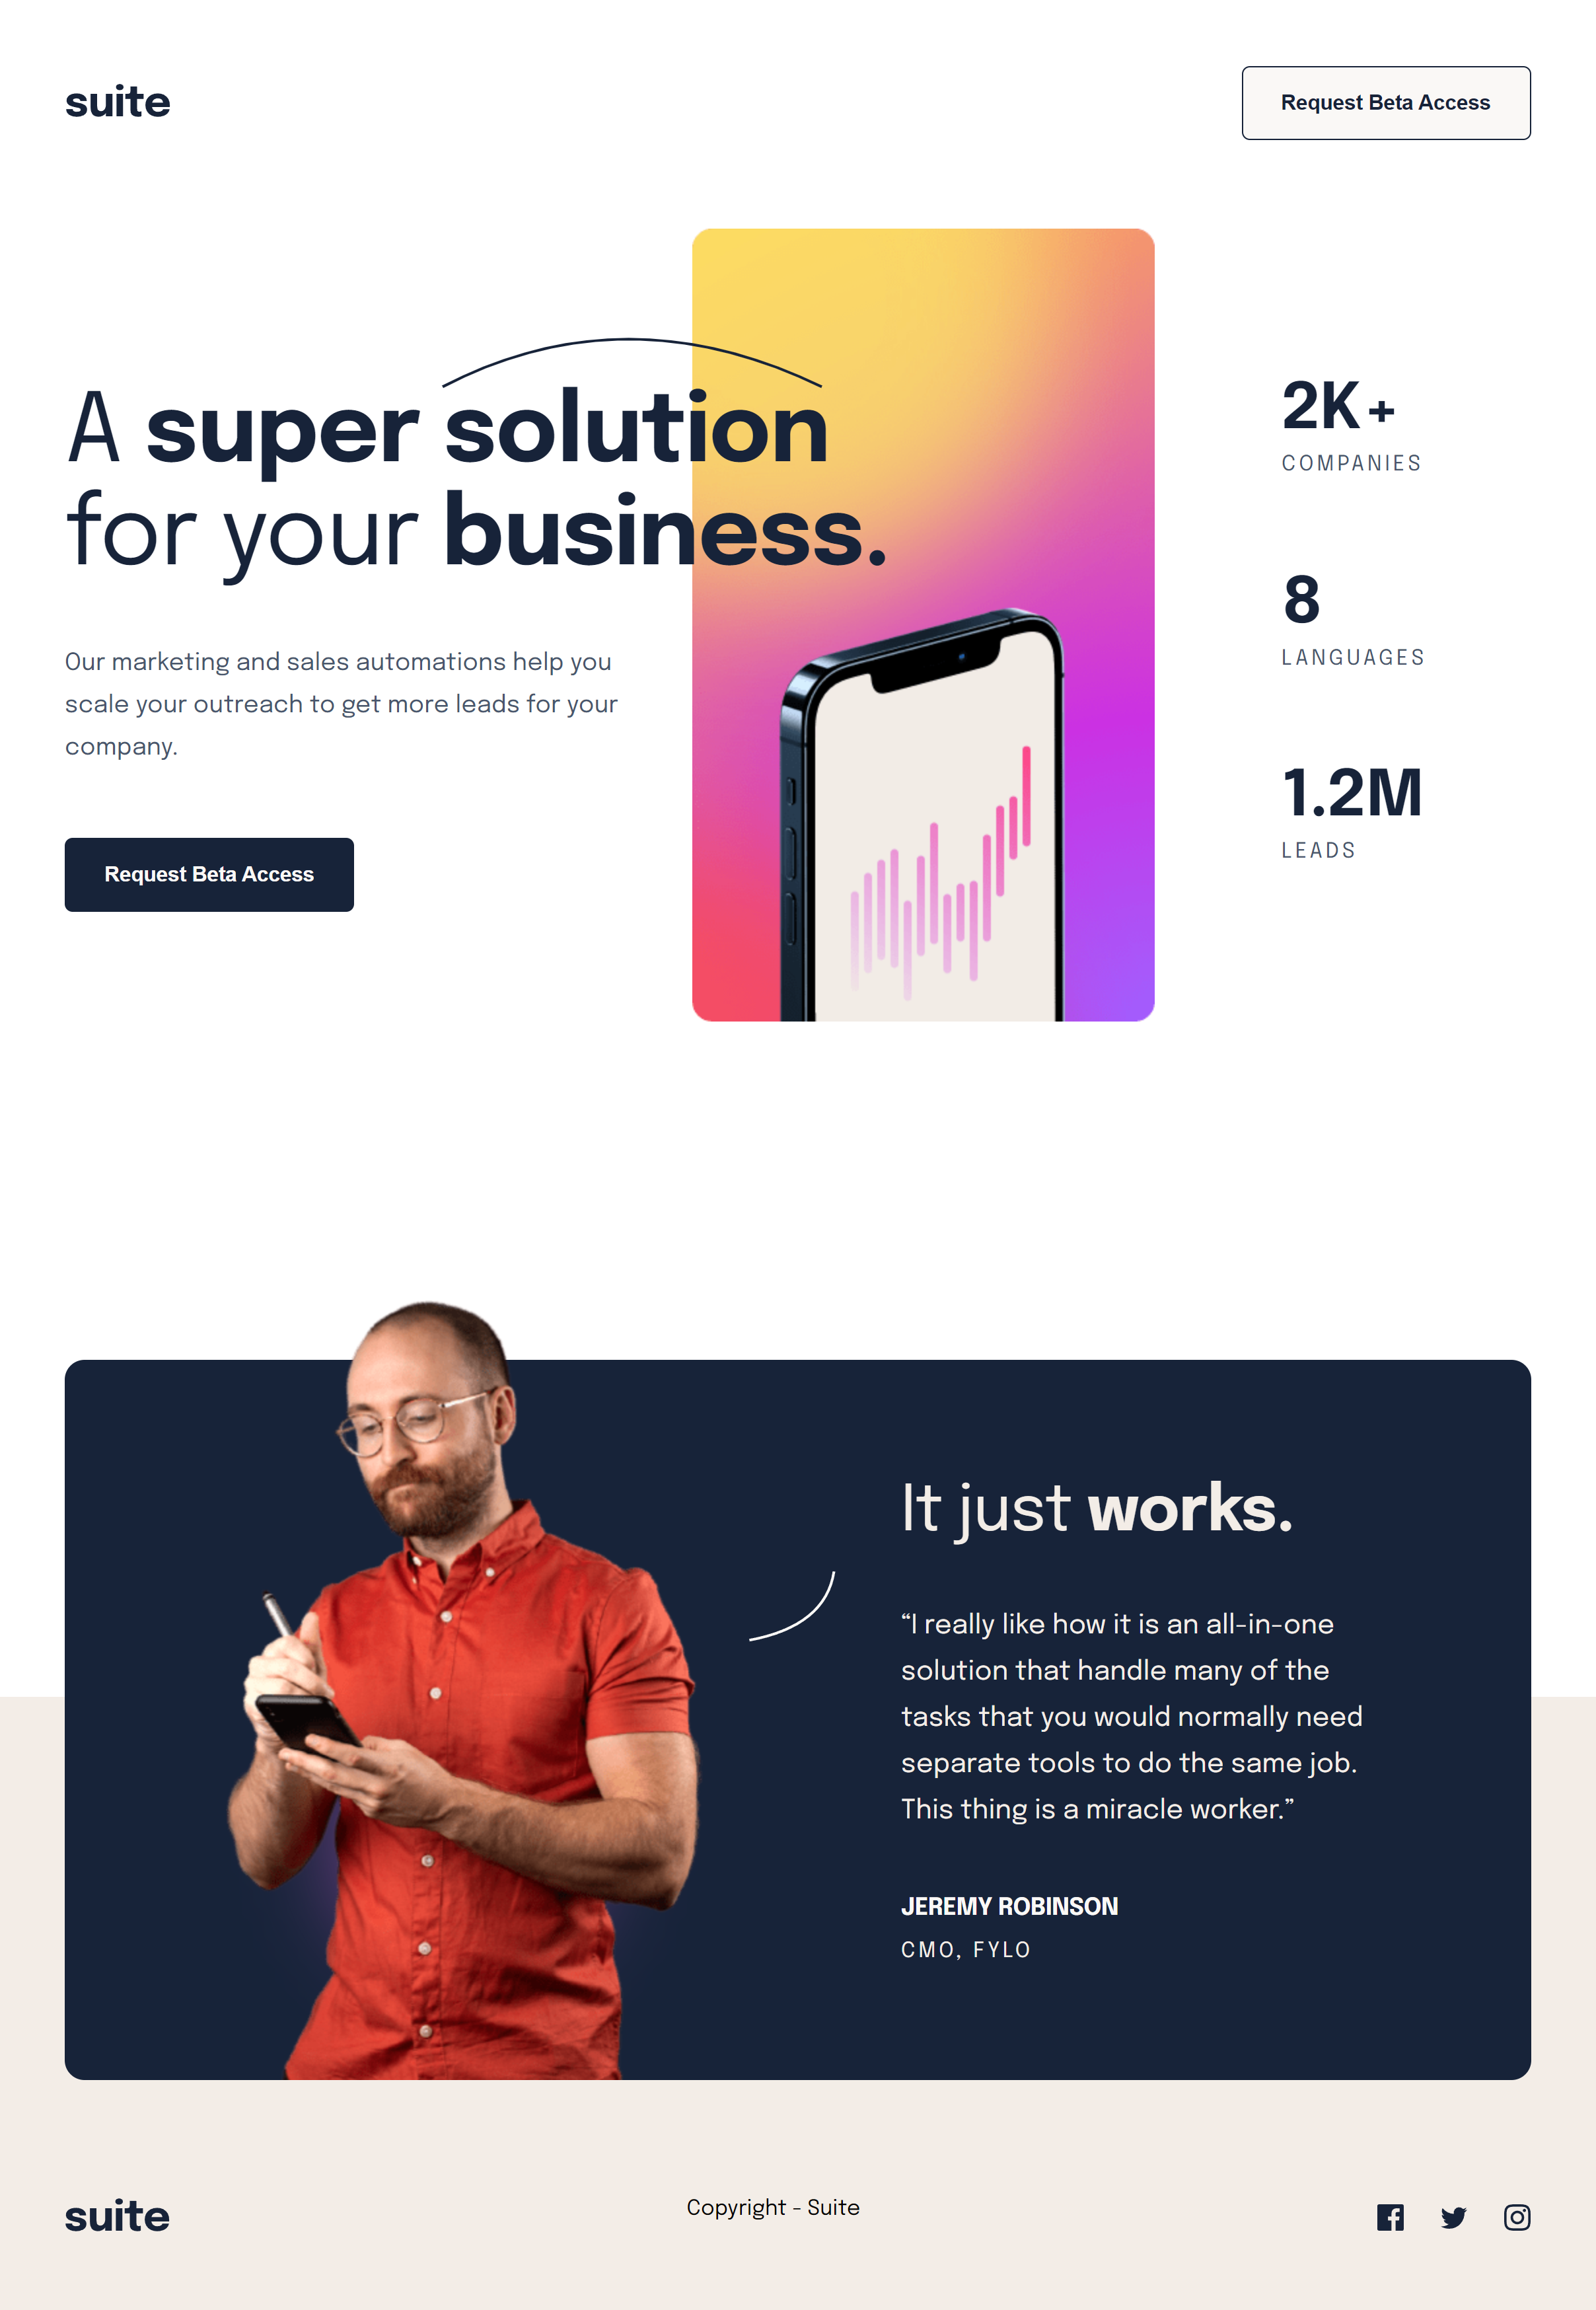 suite
Request Beta Access
A super solution
for your business.
Our marketing and sales automations help you
scale your outreach to get more leads for your
company.
Request Beta Access
2K+
COMPANIES
8
LANGUAGES
1.2M
LEADS
It just works.
“I really like how it is an all-in-one
solution that handle many of the
tasks that you would normally need
separate tools to do the same job.
This thing is a miracle worker.”
JEREMY ROBINSON
CMO, FYLO
suite
Copyright - Suite